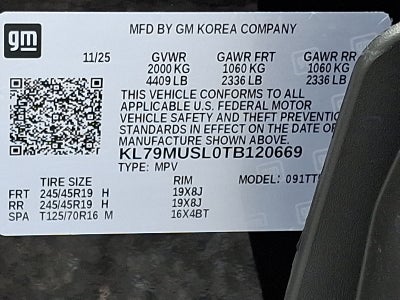 gm
MFD BY GM KOREA COMPANY
11/25 GVWR GAWR FRT GAWR RR
2000 KG 1060 KG 1060 KG
4409 LB 2336 LB 2336 LB
THIS VEHICLE CONFORMS TO ALL
APPLICABLE U.S. FEDERAL MOTOR
VEHICLE SAFETY AND THEFT PREVENTIO
STANDARDS IN EFFECT ON THE DATE OF
MANUFACTURE SHOWN ABOVE.
KL79MUSL0TB120669
TYPE: MPV MODEL: 091TT
TIRE SIZE RIM
FRT 245/45R19 H 19X8J
RR 245/45R19 H 19X8J
SPA T125/70R16 M 16X4BT